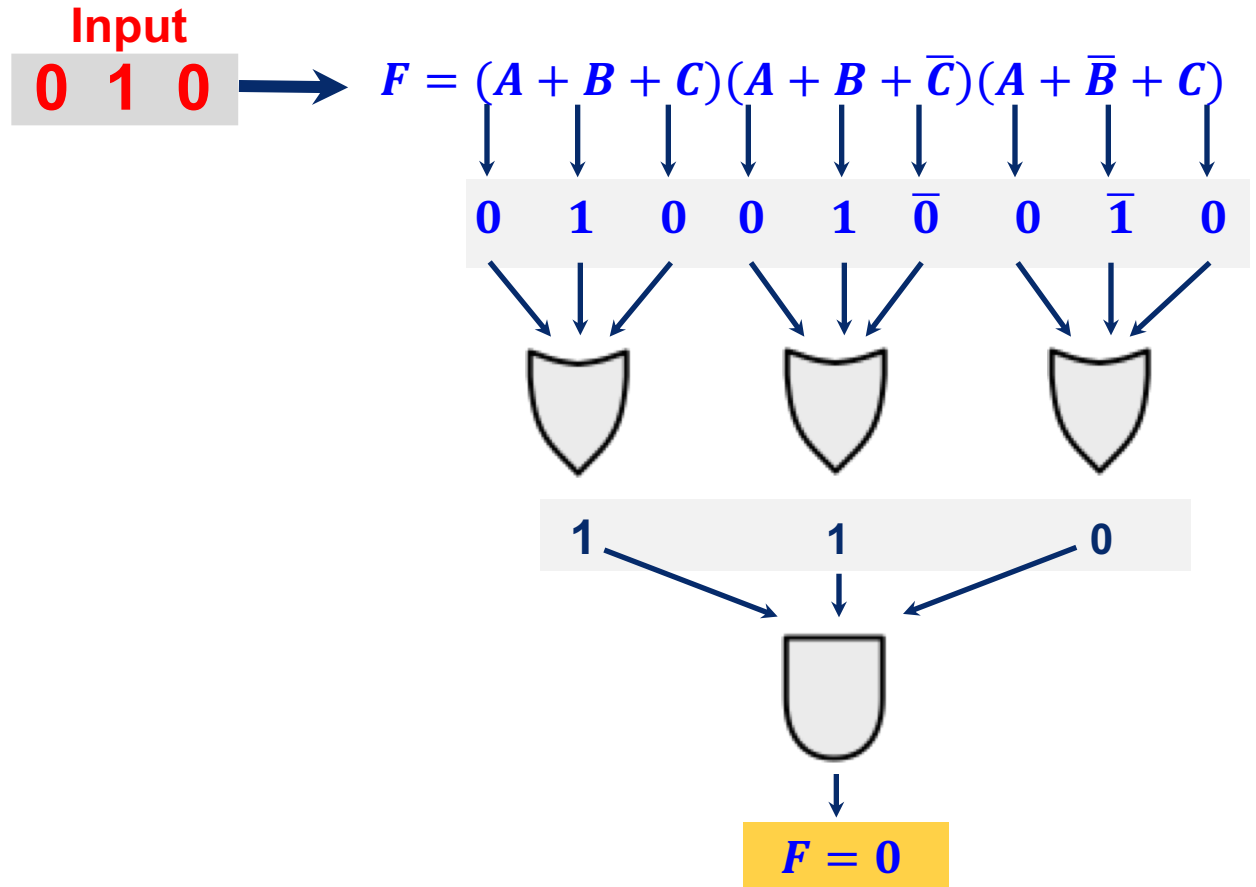 Input
0 1 0
F = (A + B + C)(A + B + C̅)(A + B̅ + C)
0 1 0 0 1 0̅ 0 1̅ 0
1 1 0
F = 0